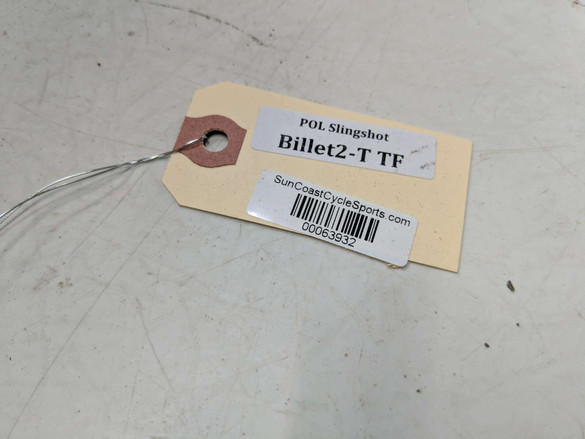 POL Slingshot
Billet2-T TF
SunCoastCycleSports.com
00063932